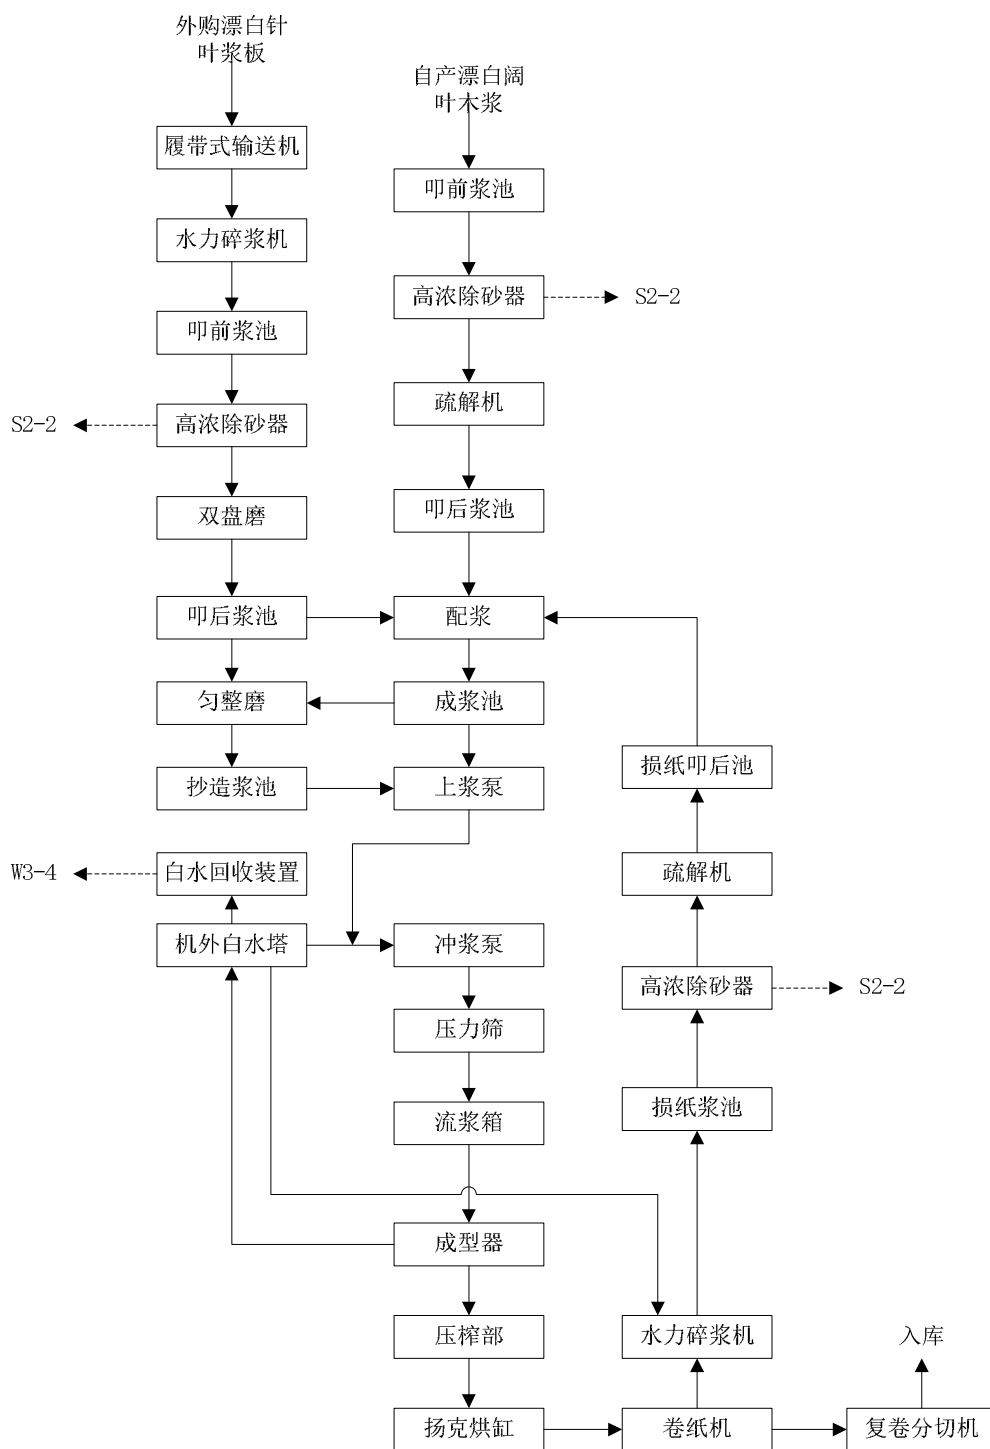 外购漂白针
叶浆板
自产漂白阔
叶木浆
履带式输送机
叩前浆池
水力碎浆机
高浓除砂器
S2-2
叩前浆池
疏解机
S2-2
高浓除砂器
双盘磨
叩后浆池
叩后浆池
配浆
匀整磨
成浆池
抄造浆池
上浆泵
损纸叩后池
W3-4
白水回收装置
疏解机
机外白水塔
冲浆泵
高浓除砂器
S2-2
压力筛
损纸浆池
流浆箱
成型器
压榨部
水力碎浆机
入库
扬克烘缸
卷纸机
复卷分切机